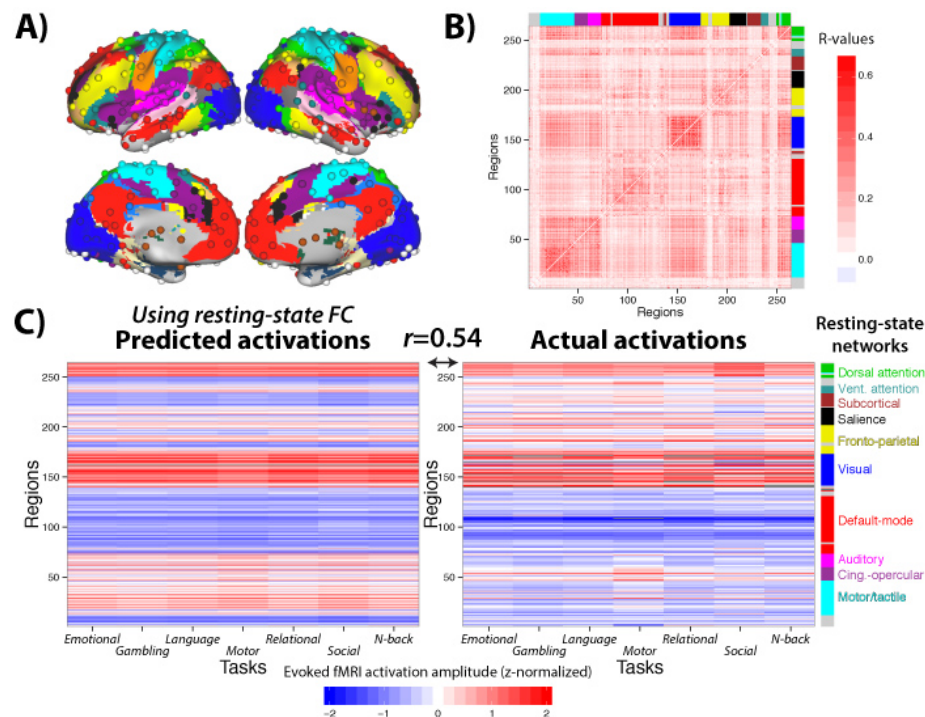 A)
B)
R-values
250
200
150
100
50
Regions
50 100 150 200 250
Regions
0.6
0.4
0.2
0.0
C)
Using resting-state FC
Predicted activations
r=0.54
Actual activations
Resting-state
networks
250
200
150
100
50
Regions
250
200
150
100
50
Regions
Dorsal attention
Vent. attention
Subcortical
Salience
Fronto-parietal
Visual
Default-mode
Auditory
Cing.-opercular
Motor/tactile
Emotional Language Relational N-back
Gambling Motor Social
Tasks
Emotional Language Relational N-back
Gambling Motor Social
Tasks
Evoked fMRI activation amplitude (z-normalized)
-2 -1 0 1 2